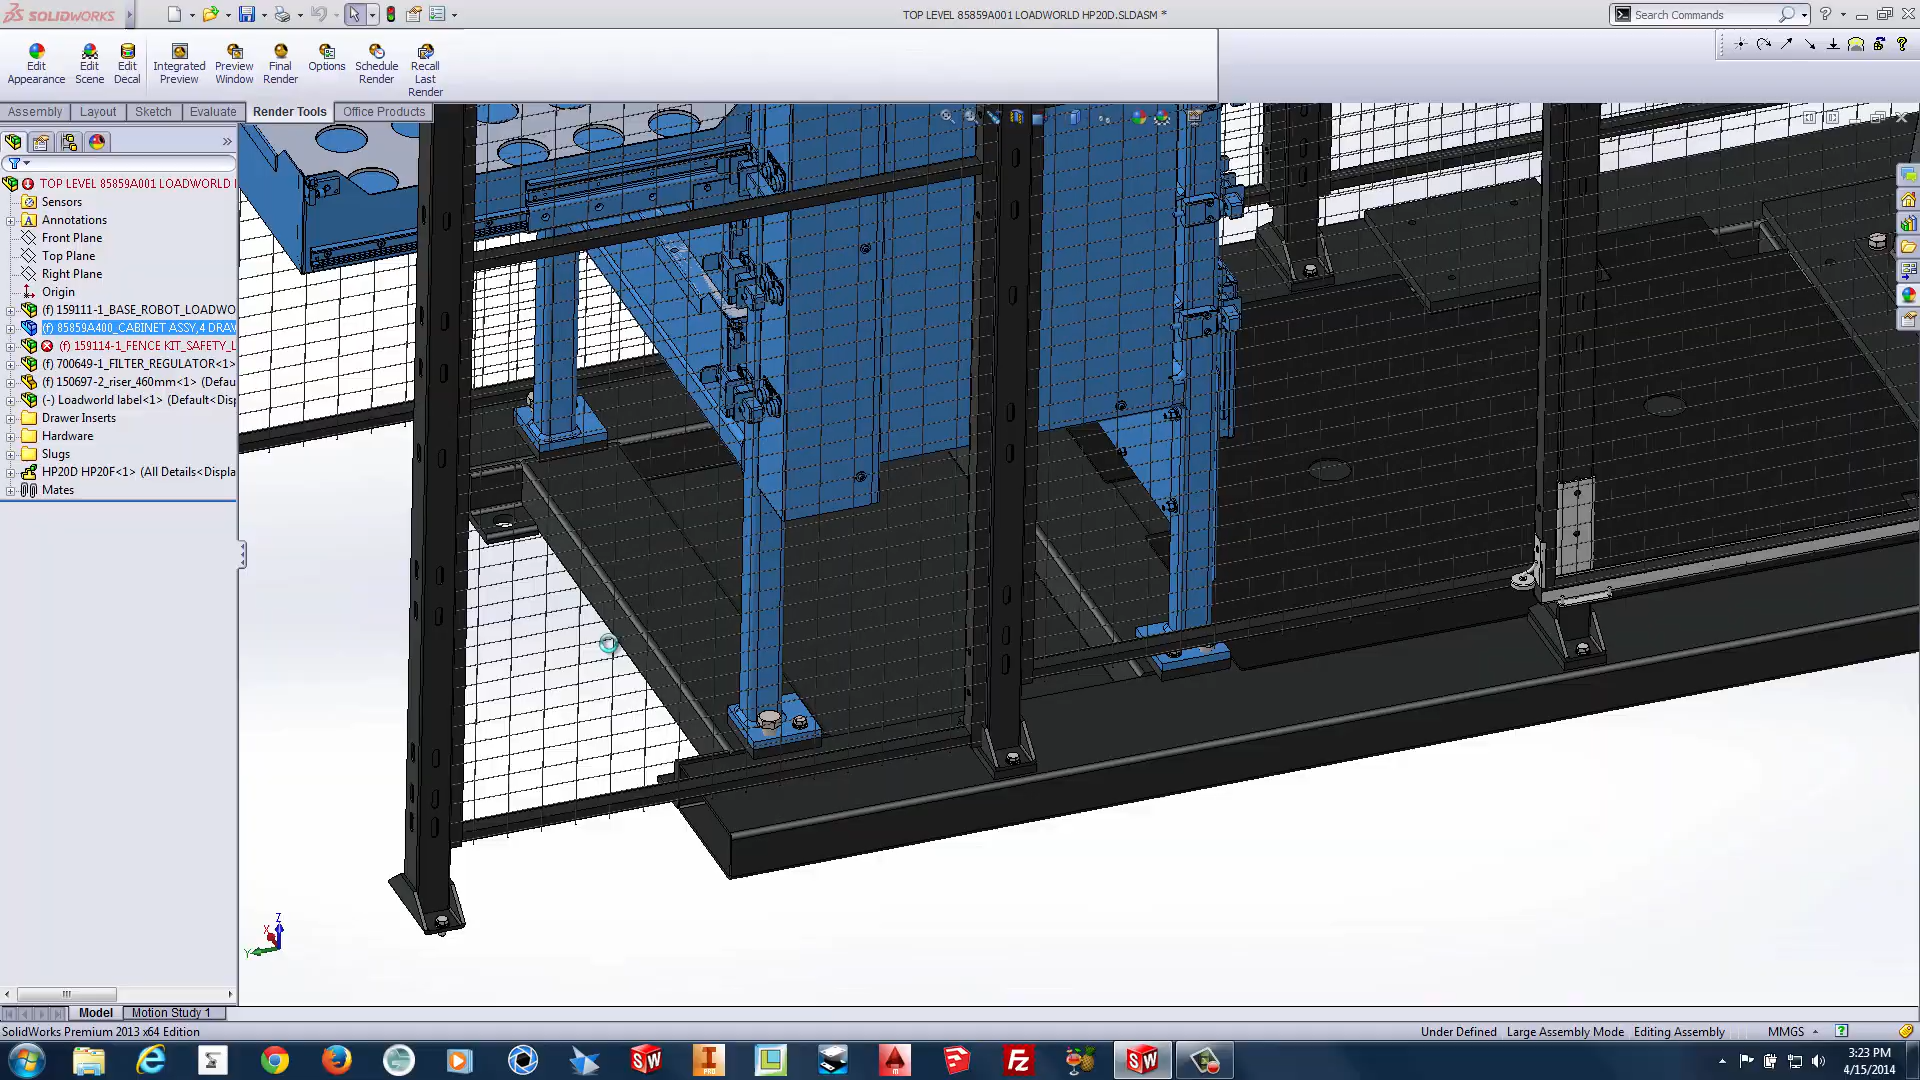 SOLIDWORKS
TOP LEVEL 85859A001 LOADWORLD HP20D.SLDASM *
Search Commands
Edit Appearance
Edit Scene
Edit Decal
Integrated Preview
Preview Window
Final Render
Options
Schedule Render
Recall Last Render
Assembly
Layout
Sketch
Evaluate
Render Tools
Office Products
TOP LEVEL 85859A001 LOADWORLD
Sensors
Annotations
Front Plane
Top Plane
Right Plane
Origin
(f) 159111-1_BASE_ROBOT_LOADWO
(f) 85859A400_CABINET ASSY,4 DRAW
(f) 159114-1_FENCE KIT_SAFETY_L
(f) 700649-1_FILTER_REGULATOR<1>
(f) 150697-2_riser_460mm<1> (Defau
(-) Loadworld label<1> (Default<Disp
Drawer Inserts
Hardware
Slugs
HP20D HP20F<1> (All Details<Displa
Mates
Z
X
Y
Model
Motion Study 1
SolidWorks Premium 2013 x64 Edition
Under Defined
Large Assembly Mode
Editing Assembly
MMGS
3:23 PM
4/15/2014